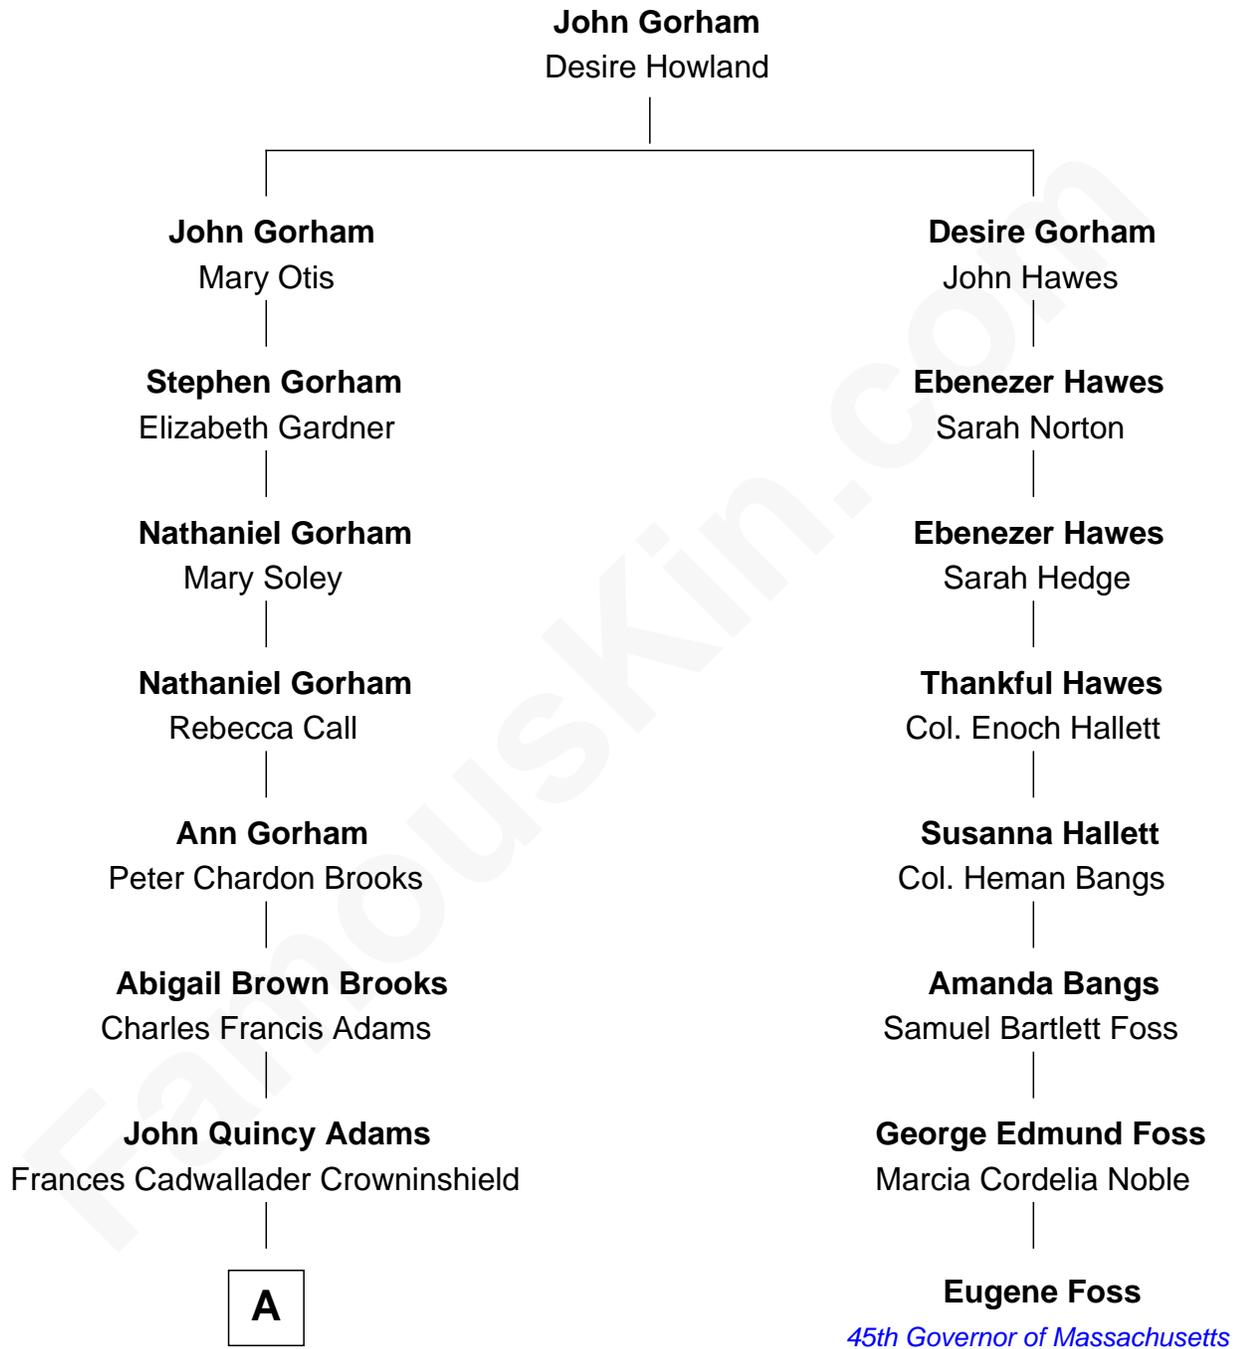 John Gorham
Desire Howland
John Gorham
Mary Otis
Desire Gorham
John Hawes
Stephen Gorham
Elizabeth Gardner
Ebenezer Hawes
Sarah Norton
Nathaniel Gorham
Mary Soley
Ebenezer Hawes
Sarah Hedge
Nathaniel Gorham
Rebecca Call
Thankful Hawes
Col. Enoch Hallett
Ann Gorham
Peter Chardon Brooks
Susanna Hallett
Col. Heman Bangs
Abigail Brown Brooks
Charles Francis Adams
Amanda Bangs
Samuel Bartlett Foss
John Quincy Adams
Frances Cadwallader Crowninshield
George Edmund Foss
Marcia Cordelia Noble
A
Eugene Foss
45th Governor of Massachusetts
FamousKin.com